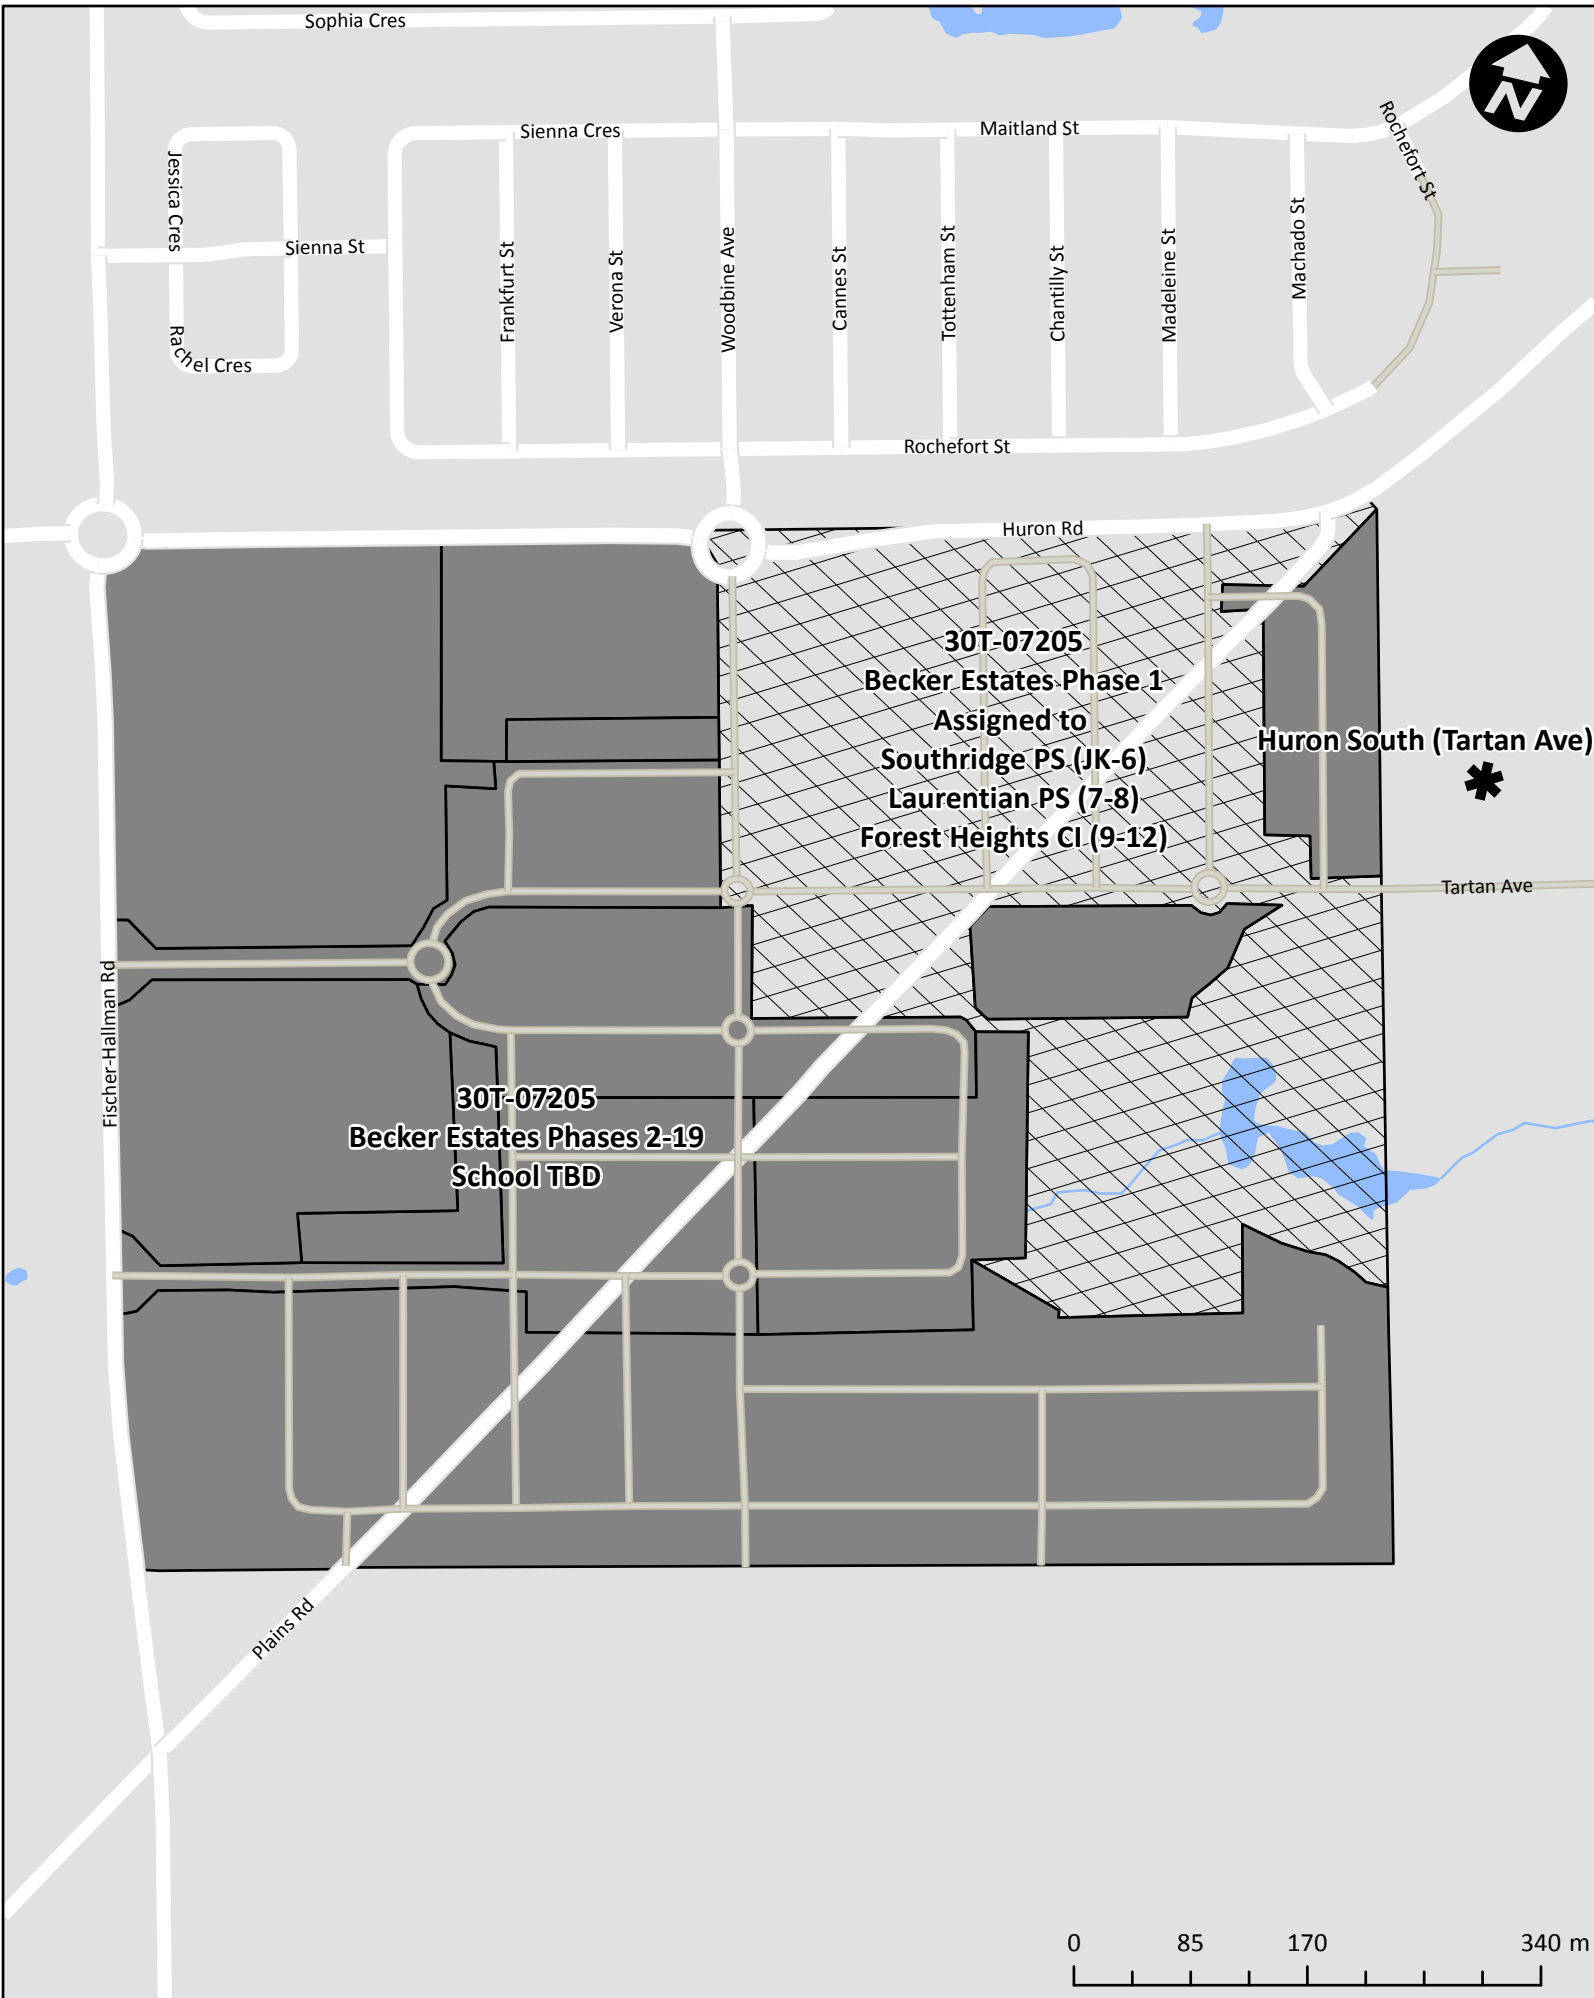 Sophia Cres
N
Sienna Cres
Maitland St
Rochefort St
Jessica Cres
Sienna St
Rachel Cres
Frankfurt St
Verona St
Woodbine Ave
Cannes St
Tottenham St
Chantilly St
Madeleine St
Machado St
Rochefort St
Huron Rd
30T-07205
Becker Estates Phase 1
Assigned to
Southridge PS (JK-6)
Laurentian PS (7-8)
Forest Heights CI (9-12)
Huron South (Tartan Ave)
Tartan Ave
Fischer-Hallman Rd
30T-07205
Becker Estates Phases 2-19
School TBD
Plains Rd
0 85 170 340 m